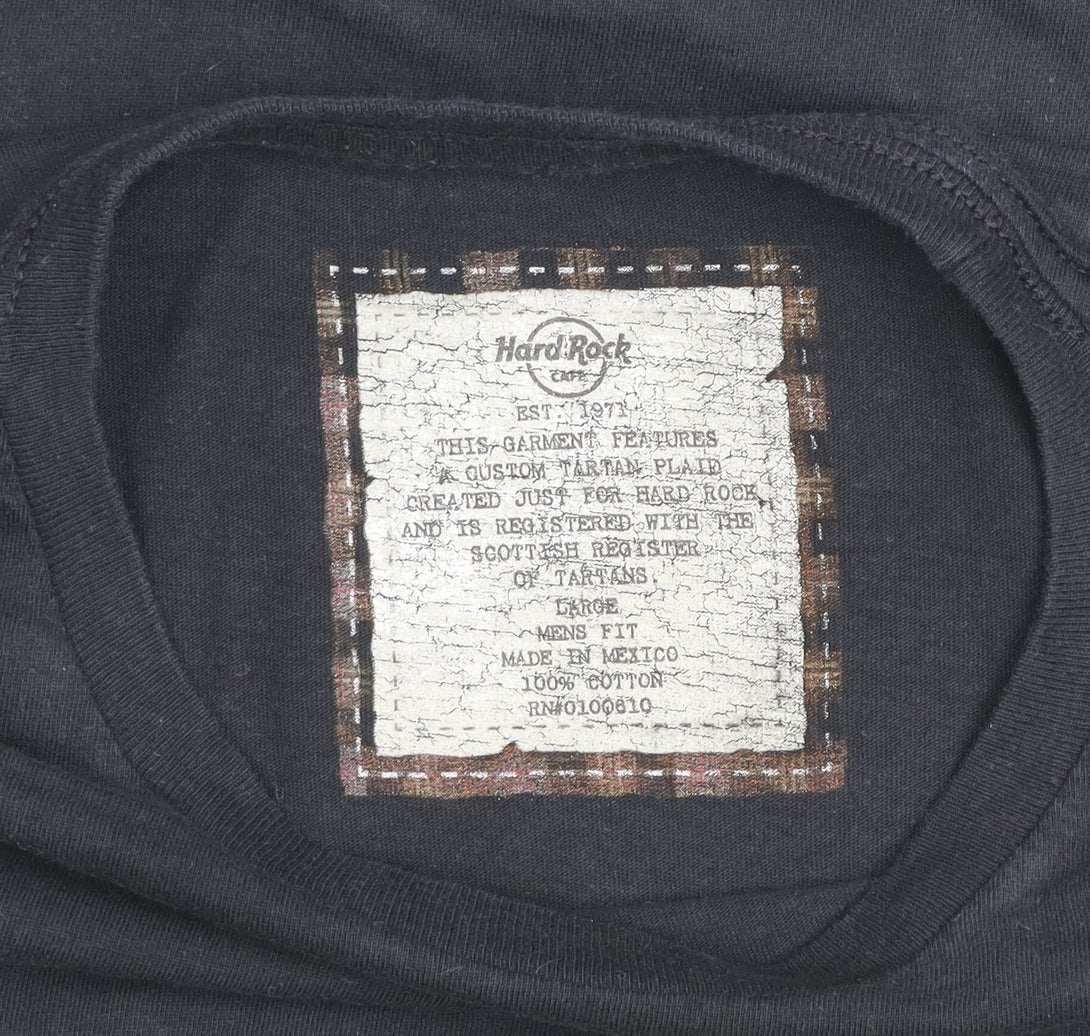 Hard Rock
CAFE
EST. 1971
THIS GARMENT FEATURES
A CUSTOM TARTAN PLAID
CREATED JUST FOR HARD ROCK,
AND IS REGISTERED WITH THE
SCOTTISH REGISTER
OF TARTANS.
LARGE
MENS FIT
MADE IN MEXICO
100% COTTON
RN#0100610